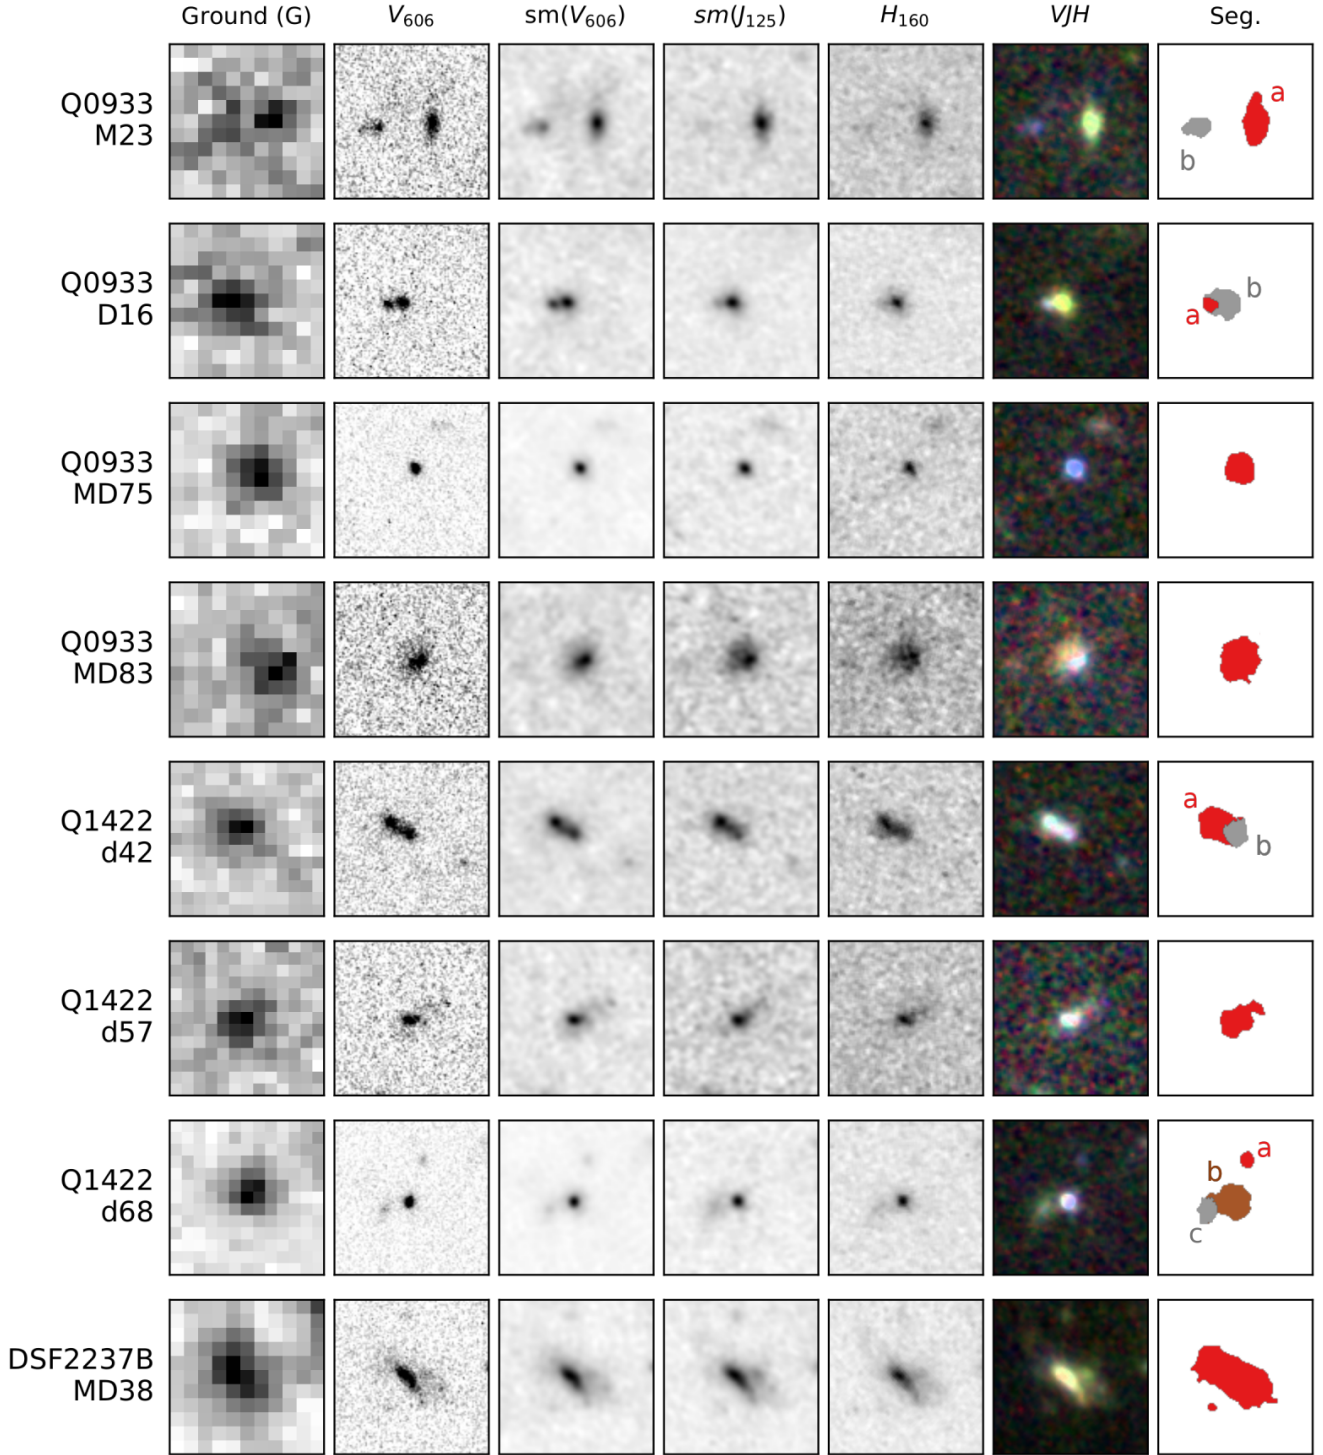 Ground (G) V606 sm(V606) sm(J125) H160 VJH Seg.
Q0933
M23
a
b
Q0933
D16
b
a
Q0933
MD75
Q0933
MD83
Q1422
d42
a
b
Q1422
d57
Q1422
d68
a
b
c
DSF2237B
MD38